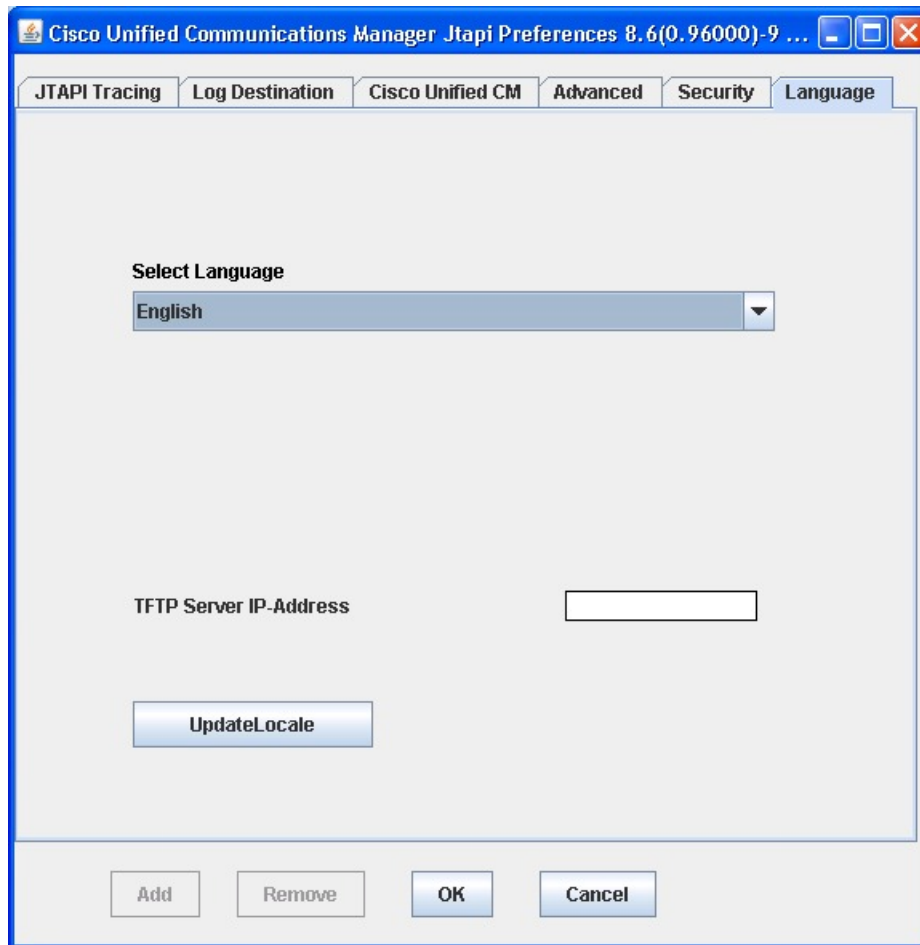 Cisco Unified Communications Manager Jtapi Preferences 8.6(0.96000)-9 ...
JTAPI Tracing Log Destination Cisco Unified CM Advanced Security Language
Select Language
English
TFTP Server IP-Address
UpdateLocale
Add Remove OK Cancel